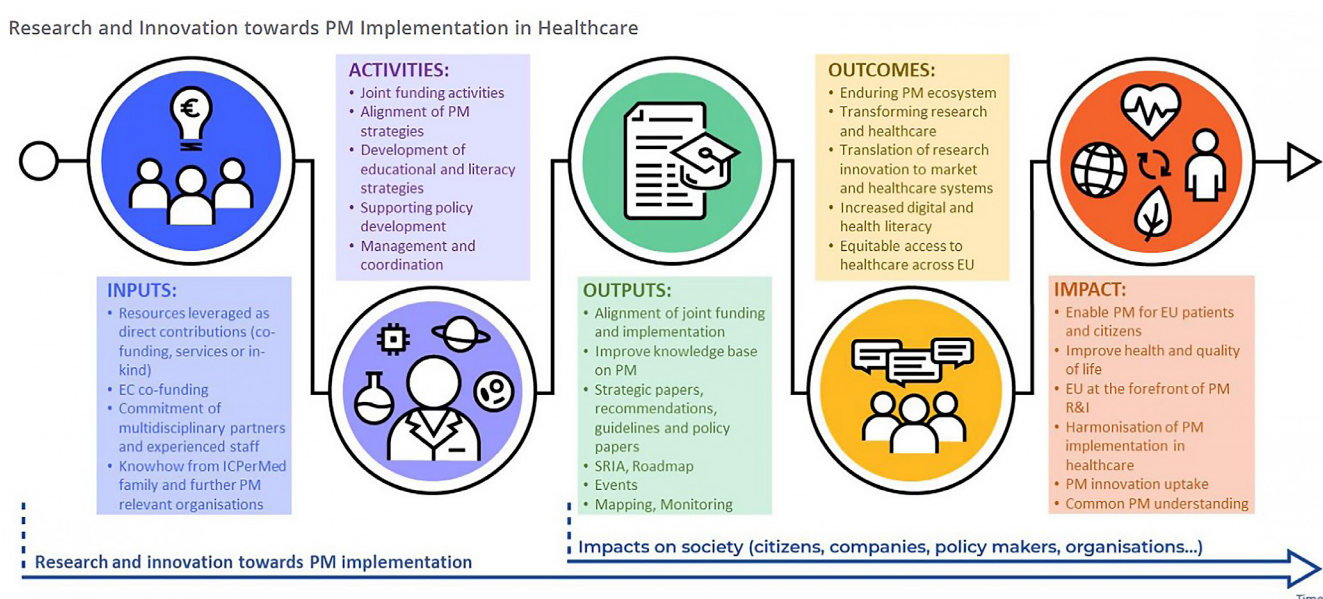 Research and Innovation towards PM Implementation in Healthcare
€
INPUTS:
• Resources leveraged as
direct contributions (co-
funding, services or in-
kind)
• EC co-funding
• Commitment of
multidisciplinary partners
and experienced staff
• Knowhow from ICPerMed
family and further PM
relevant organisations
ACTIVITIES:
• Joint funding activities
• Alignment of PM
strategies
• Development of
educational and literacy
strategies
• Supporting policy
development
• Management and
coordination
OUTPUTS:
• Alignment of joint funding
and implementation
• Improve knowledge base
on PM
• Strategic papers,
recommendations,
guidelines and policy
papers
• SRIA, Roadmap
• Events
• Mapping, Monitoring
OUTCOMES:
• Enduring PM ecosystem
• Transforming research
and healthcare
• Translation of research
innovation to market
and healthcare systems
• Increased digital and
health literacy
• Equitable access to
healthcare across EU
IMPACT:
• Enable PM for EU patients
and citizens
• Improve health and quality
of life
• EU at the forefront of PM
R&I
• Harmonisation of PM
implementation in
healthcare
• PM innovation uptake
• Common PM understanding
Impacts on society (citizens, companies, policy makers, organisations...)
Research and innovation towards PM implementation
Time